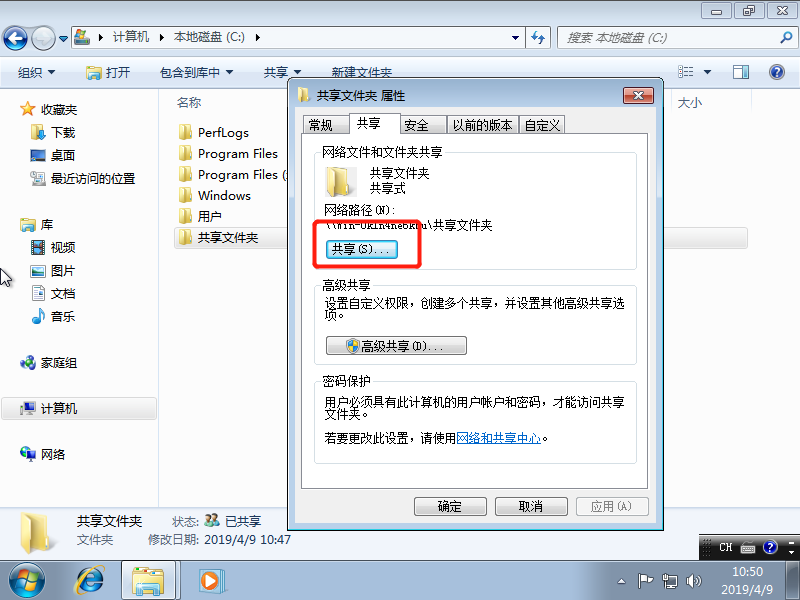 计算机 本地磁盘 (C:)
搜索 本地磁盘 (C:)
组织 打开 包含到库中 共享 新建文件夹
收藏夹
下载
桌面
最近访问的位置
库
视频
图片
文档
音乐
家庭组
计算机
网络
名称
大小
PerfLogs
Program Files
Program Files (
Windows
用户
共享文件夹
共享文件夹 属性
常规 共享 安全 以前的版本 自定义
网络文件和文件夹共享
共享文件夹
共享式
网络路径(N):
共享文件夹
共享(S)...
高级共享
设置自定义权限，创建多个共享，并设置其他高级共享选
项。
高级共享(D)...
密码保护
用户必须具有此计算机的用户帐户和密码，才能访问共享
文件夹。
若要更改此设置，请使用网络和共享中心。
确定 取消 应用(A)
共享文件夹 状态: 已共享
文件夹 修改日期: 2019/4/9 10:47
CH
10:50
2019/4/9